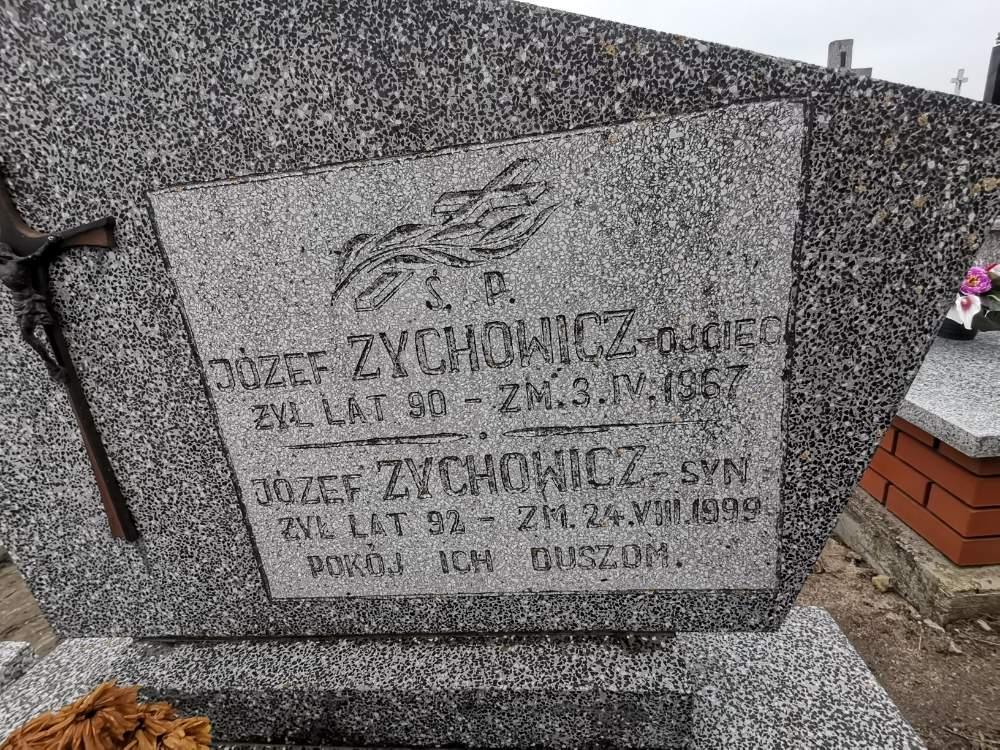 Ś. P.
JÓZEF ZYCHOWICZ-OJCIEC
ŻYŁ LAT 90 - ZM. 3. IV. 1967
JÓZEF ZYCHOWICZ - SYN
ŻYŁ LAT 92 - ZM. 24. VIII. 1999
POKÓJ ICH DUSZOM.